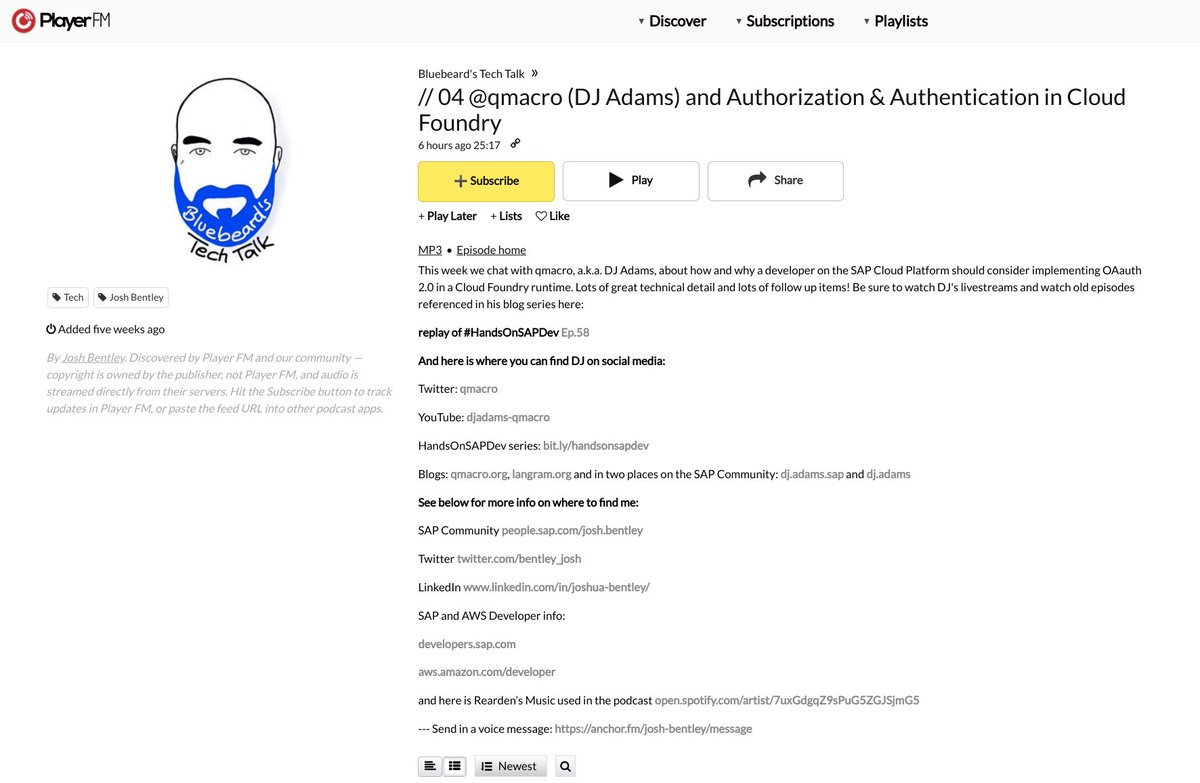 PlayerFM
▾ Discover ▾ Subscriptions ▾ Playlists
Bluebeard's Tech Talk
Tech
Josh Bentley
Added five weeks ago
By Josh Bentley. Discovered by Player FM and our community —
copyright is owned by the publisher, not Player FM, and audio is
streamed directly from their servers. Hit the Subscribe button to track
updates in Player FM, or paste the feed URL into other podcast apps.
Bluebeard's Tech Talk »
// 04 @qmacro (DJ Adams) and Authorization & Authentication in Cloud
Foundry
6 hours ago 25:17
+ Subscribe
Play
Share
+ Play Later + Lists ♡ Like
MP3 • Episode home
This week we chat with qmacro, a.k.a. DJ Adams, about how and why a developer on the SAP Cloud Platform should consider implementing OAauth
2.0 in a Cloud Foundry runtime. Lots of great technical detail and lots of follow up items! Be sure to watch DJ's livestreams and watch old episodes
referenced in his blog series here:
replay of #HandsOnSAPDev Ep.58
And here is where you can find DJ on social media:
Twitter: qmacro
YouTube: djadams-qmacro
HandsOnSAPDev series: bit.ly/handsonsapdev
Blogs: qmacro.org, langram.org and in two places on the SAP Community: dj.adams.sap and dj.adams
See below for more info on where to find me:
SAP Community people.sap.com/josh.bentley
Twitter twitter.com/bentley_josh
LinkedIn www.linkedin.com/in/joshua-bentley/
SAP and AWS Developer info:
developers.sap.com
aws.amazon.com/developer
and here is Rearden's Music used in the podcast open.spotify.com/artist/7uxGdgqZ9sPuG5ZGJSjmG5
--- Send in a voice message: https://anchor.fm/josh-bentley/message
Newest